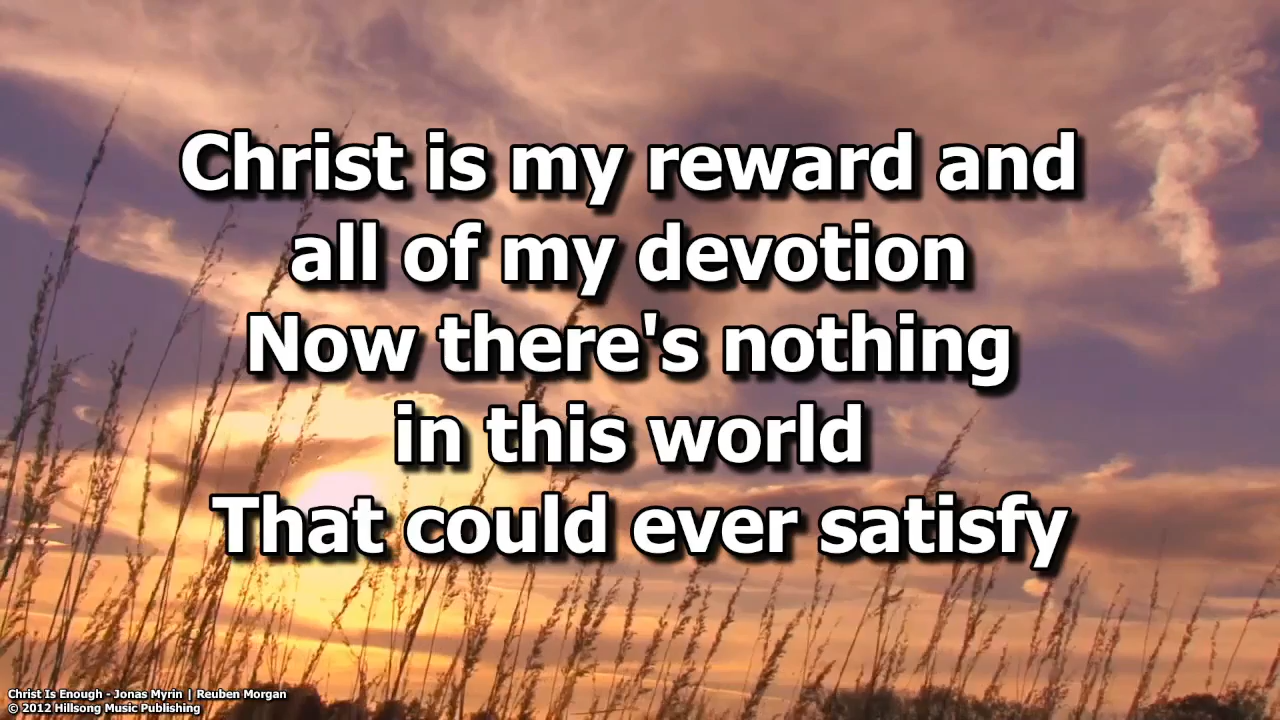 Christ is my reward and
all of my devotion
Now there's nothing
in this world
That could ever satisfy
Christ Is Enough - Jonas Myrin | Reuben Morgan
© 2012 Hillsong Music Publishing